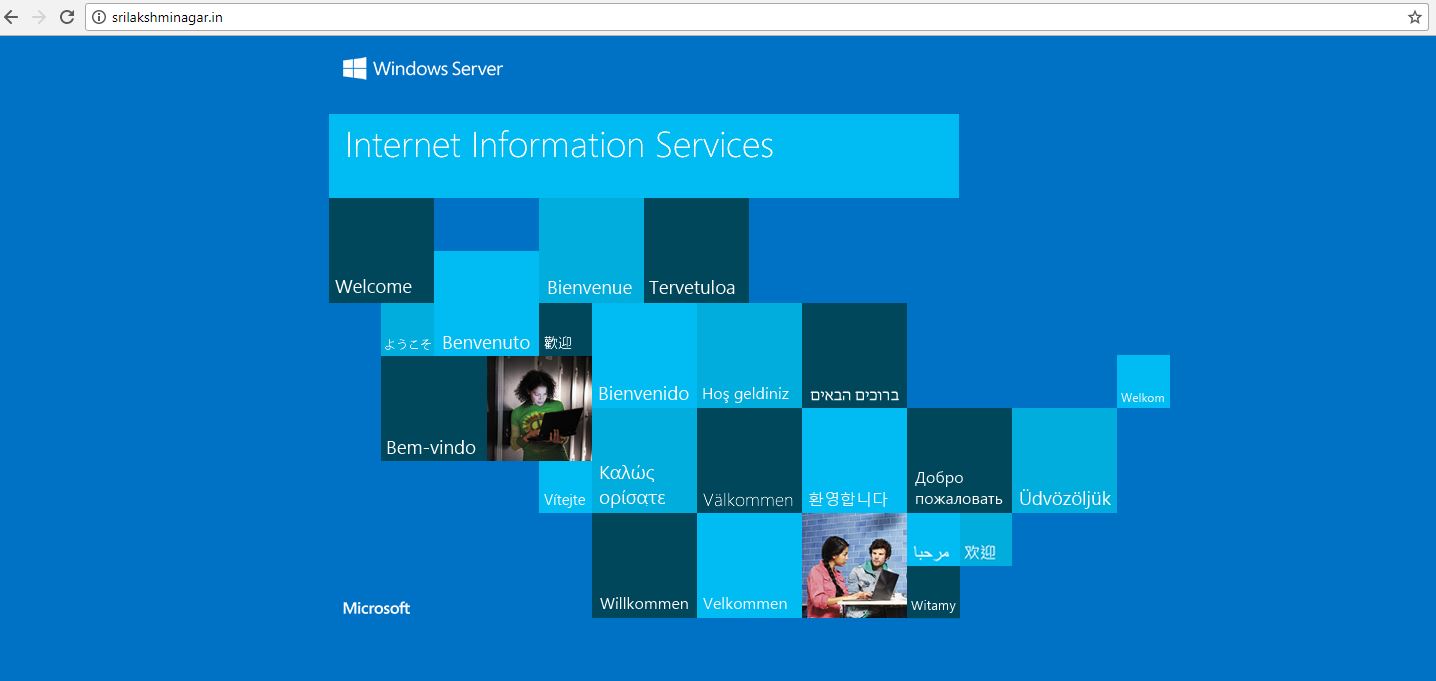 srilakshminagar.in
Windows Server
Internet Information Services
Welcome
Bienvenue
Tervetuloa
ようこそ
Benvenuto
歡迎
Bienvenido
Hoş geldiniz
ברוכים הבאים
Welkom
Bem-vindo
Vítejte
Καλώς
ορίσατε
Välkommen
환영합니다
Добро
пожаловать
Üdvözöljük
Willkommen
Velkommen
مرحبا
欢迎
Witamy
Microsoft